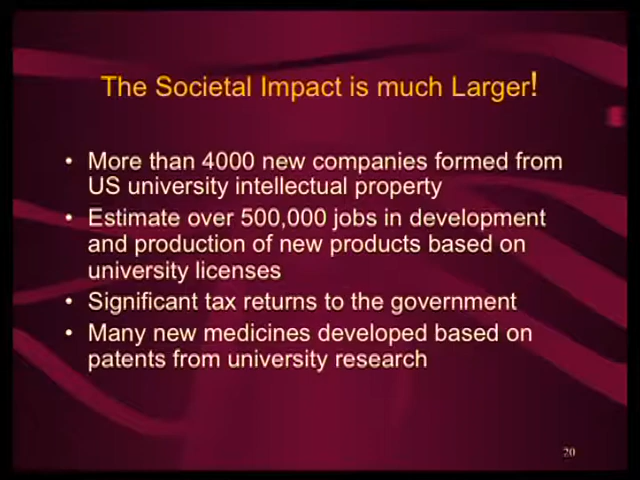 The Societal Impact is much Larger!
• More than 4000 new companies formed from
US university intellectual property
• Estimate over 500,000 jobs in development
and production of new products based on
university licenses
• Significant tax returns to the government
• Many new medicines developed based on
patents from university research
20